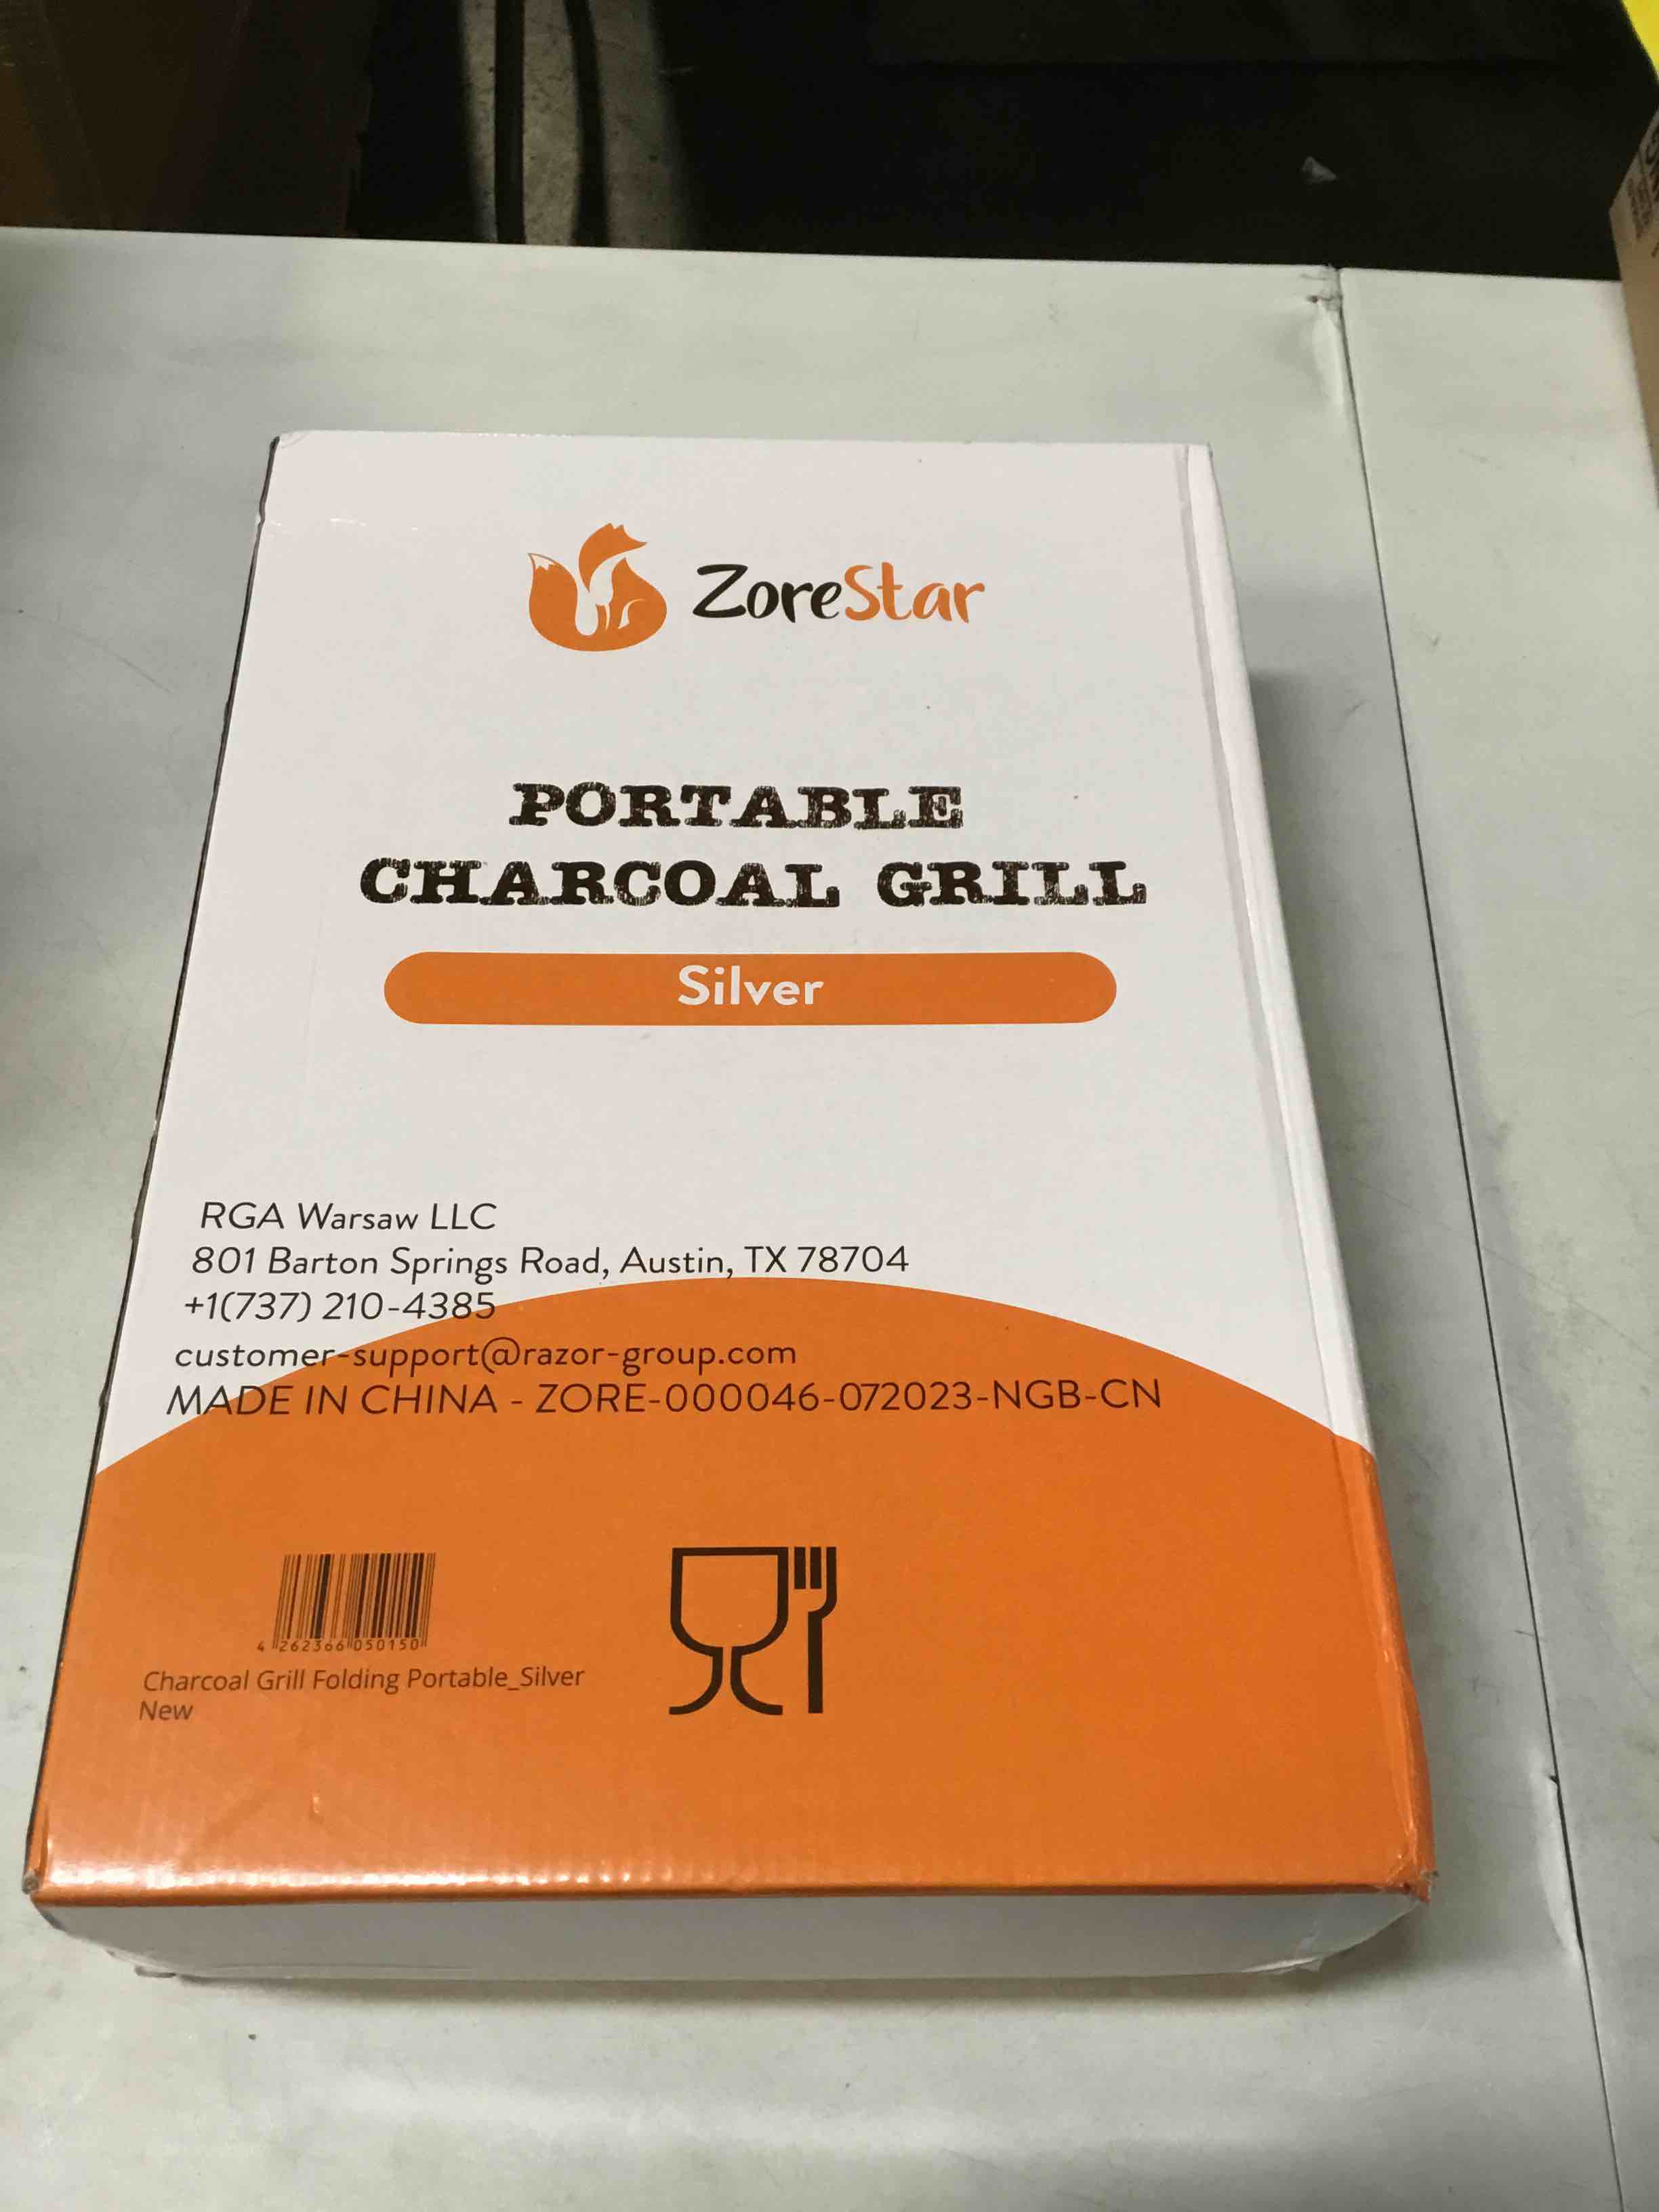 ZoreStar
PORTABLE
CHARCOAL GRILL
Silver
RGA Warsaw LLC
801 Barton Springs Road, Austin, TX 78704
+1(737) 210-4385
customer-support@razor-group.com
MADE IN CHINA - ZORE-000046-072023-NGB-CN
4 262366 050150
Charcoal Grill Folding Portable_Silver
New